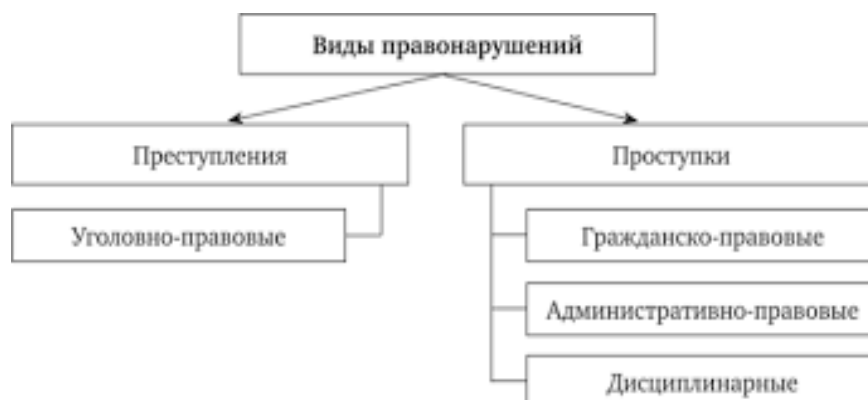 Виды правонарушений
Преступления
Проступки
Уголовно-правовые
Гражданско-правовые
Административно-правовые
Дисциплинарные